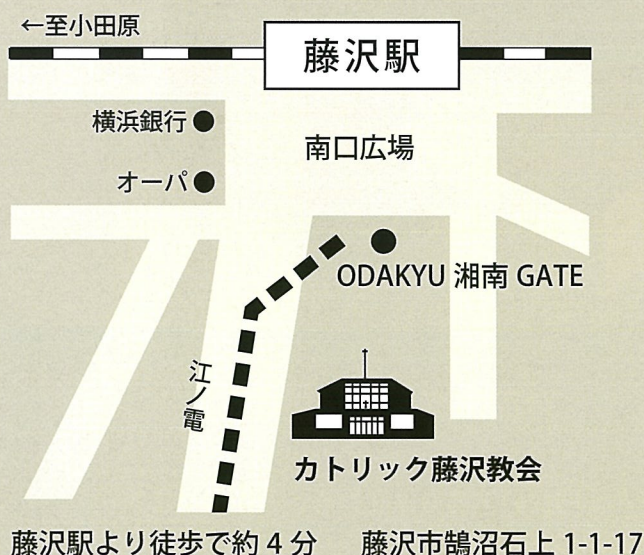 ←至小田原
藤沢駅
横浜銀行
南口広場
オーパ
ODAKYU 湘南 GATE
江ノ電
カトリック藤沢教会
藤沢駅より徒歩で約 4 分 藤沢市鵠沼石上 1-1-17